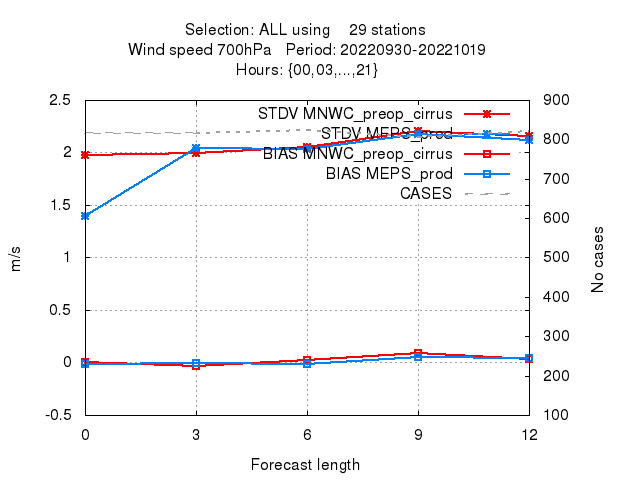 Selection: ALL using 29 stations
Wind speed 700hPa Period: 20220930-20221019
Hours: {00,03,...,21}
STDV MNWC_preop_cirrus
STDV MEPS_prod
BIAS MNWC_preop_cirrus
BIAS MEPS_prod
CASES
2.5
2
1.5
1
0.5
0
-0.5
m/s
900
800
700
600
500
400
300
200
100
No cases
0 3 6 9 12
Forecast length